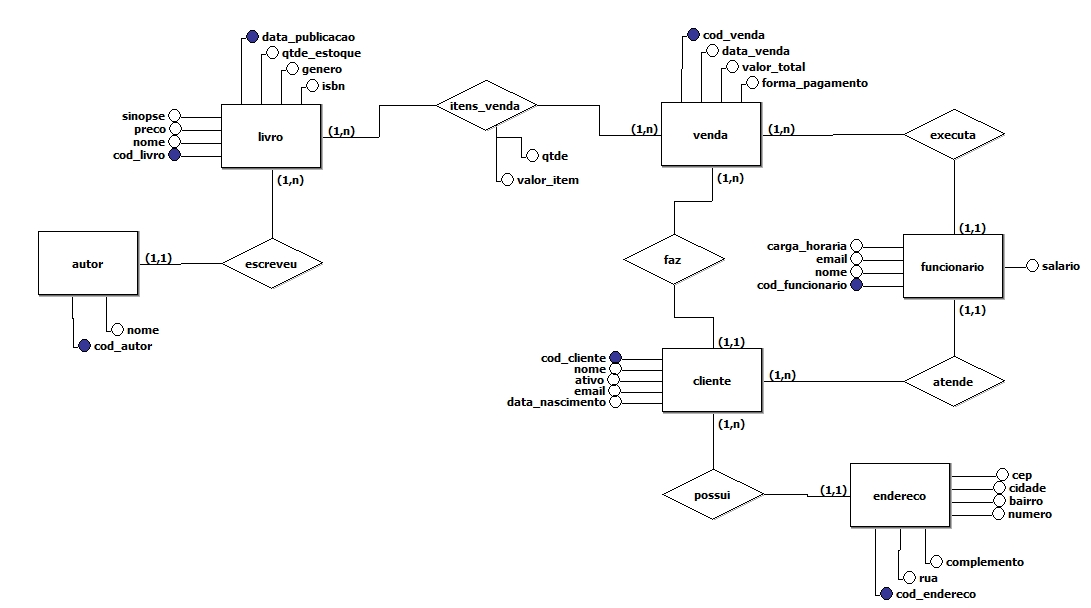 data_publicacao
qtde_estoque
genero
isbn
sinopse
preco
nome
cod_livro
livro
(1,n)
(1,n)
itens_venda
qtde
valor_item
cod_venda
data_venda
valor_total
forma_pagamento
(1,n)
venda
(1,n)
(1,n)
executa
autor
(1,1)
escreveu
nome
cod_autor
faz
(1,1)
carga_horaria
email
nome
cod_funcionario
funcionario
salario
(1,1)
(1,1)
cod_cliente
nome
ativo
email
data_nascimento
cliente
(1,n)
atende
(1,n)
possui
(1,1)
endereco
cep
cidade
bairro
numero
complemento
rua
cod_endereco